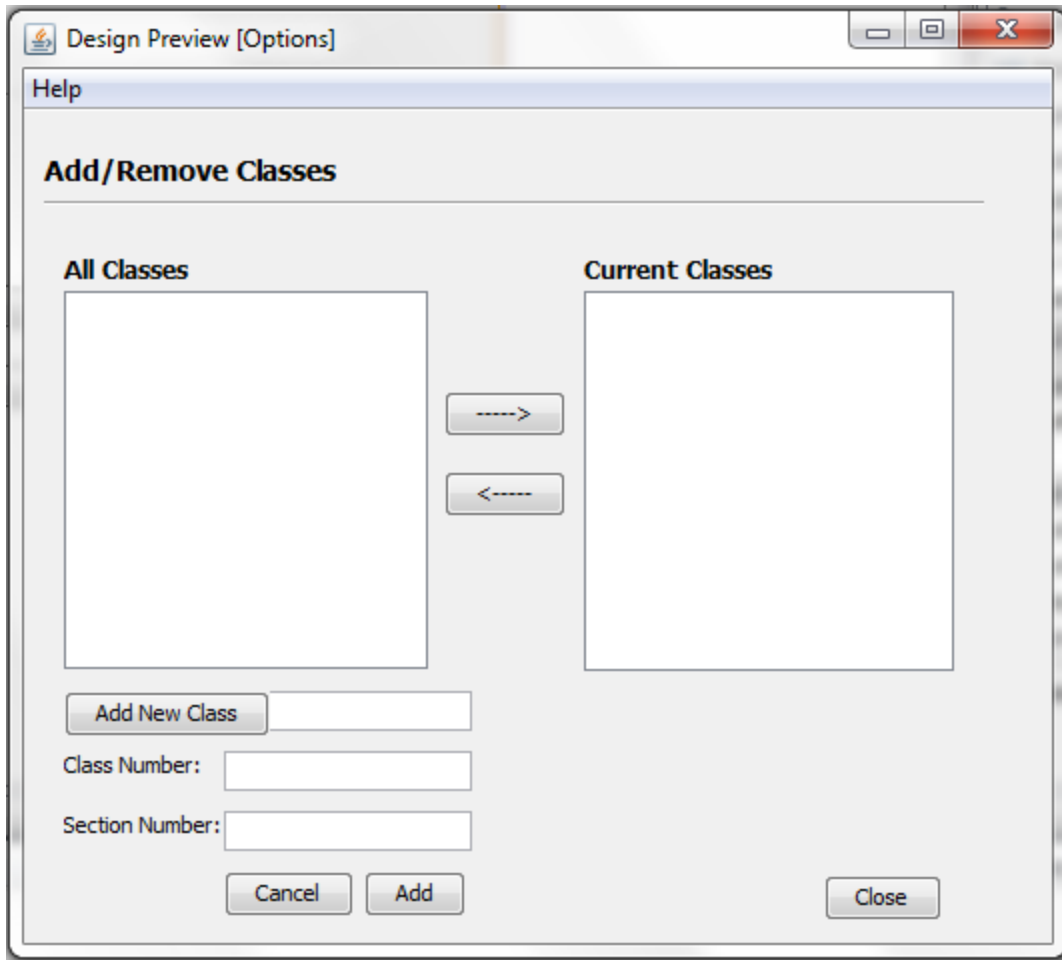 Design Preview [Options]
Help
Add/Remove Classes
All Classes
Current Classes
----->
<-----
Add New Class
Class Number:
Section Number:
Cancel
Add
Close